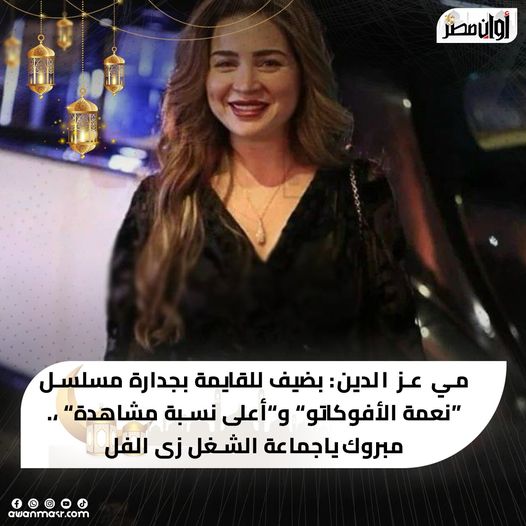 أوان مصر
مي عز الدين: بضيف للقايمة بجدارة مسلسل
"نعمة الأفوكاتو" و"أعلى نسبة مشاهدة" ..
مبروك ياجماعة الشغل زى الفل
awanmasr.com